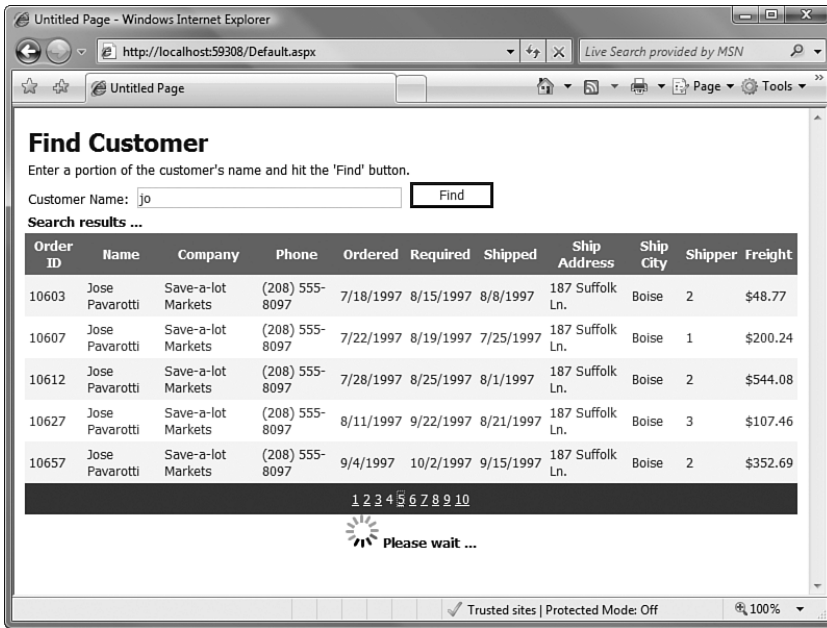 Untitled Page - Windows Internet Explorer
http://localhost:59308/Default.aspx
Live Search provided by MSN
Untitled Page
Page
Tools
Find Customer
Enter a portion of the customer's name and hit the 'Find' button.
Customer Name: jo Find
Search results ...
Order ID Name Company Phone Ordered Required Shipped Ship Address Ship City Shipper Freight
10603 Jose Pavarotti Save-a-lot Markets (208) 555-8097 7/18/1997 8/15/1997 8/8/1997 187 Suffolk Ln. Boise 2 $48.77
10607 Jose Pavarotti Save-a-lot Markets (208) 555-8097 7/22/1997 8/19/1997 7/25/1997 187 Suffolk Ln. Boise 1 $200.24
10612 Jose Pavarotti Save-a-lot Markets (208) 555-8097 7/28/1997 8/25/1997 8/1/1997 187 Suffolk Ln. Boise 2 $544.08
10627 Jose Pavarotti Save-a-lot Markets (208) 555-8097 8/11/1997 9/22/1997 8/21/1997 187 Suffolk Ln. Boise 3 $107.46
10657 Jose Pavarotti Save-a-lot Markets (208) 555-8097 9/4/1997 10/2/1997 9/15/1997 187 Suffolk Ln. Boise 2 $352.69
1 2 3 4 5 6 7 8 9 10
Please wait ...
Trusted sites | Protected Mode: Off
100%